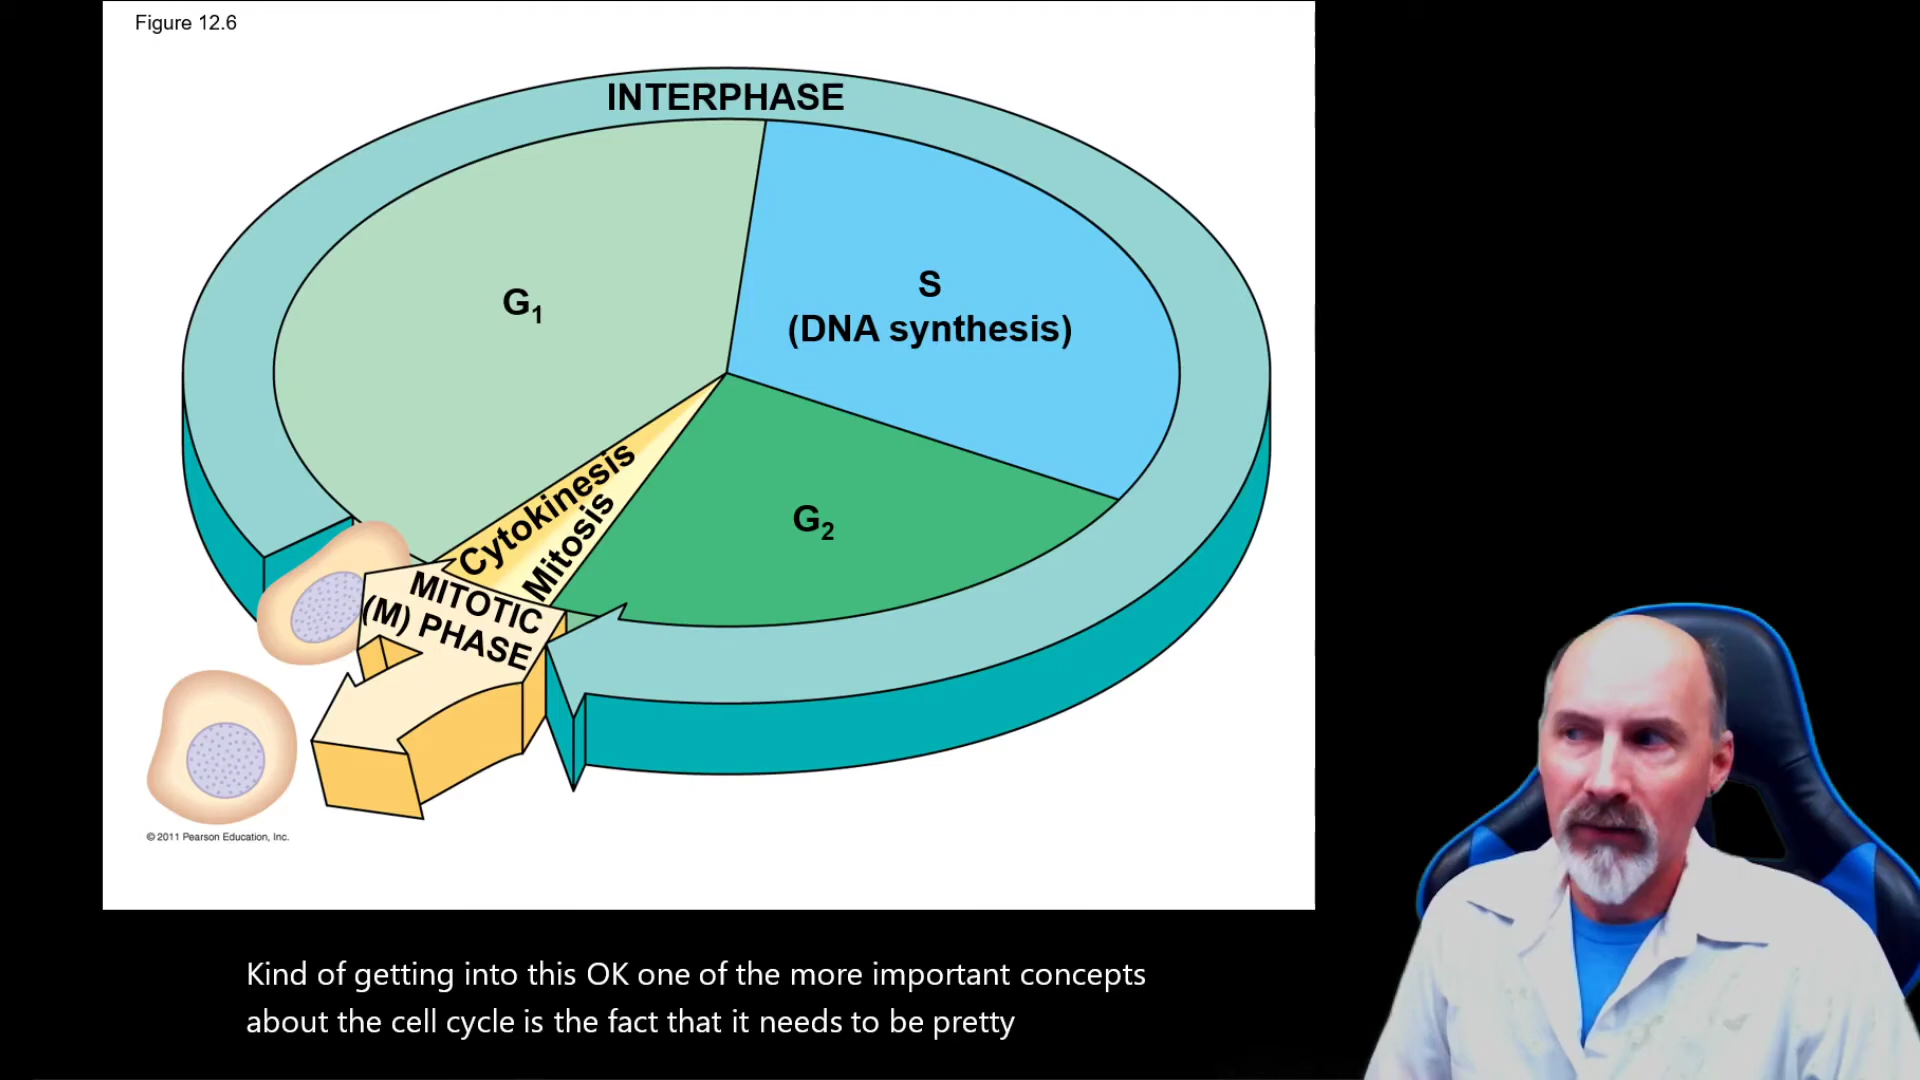 Figure 12.6
INTERPHASE
G₁
S
(DNA synthesis)
G₂
Cytokinesis
Mitosis
MITOTIC
(M) PHASE
© 2011 Pearson Education, Inc.
Kind of getting into this OK one of the more important concepts
about the cell cycle is the fact that it needs to be pretty